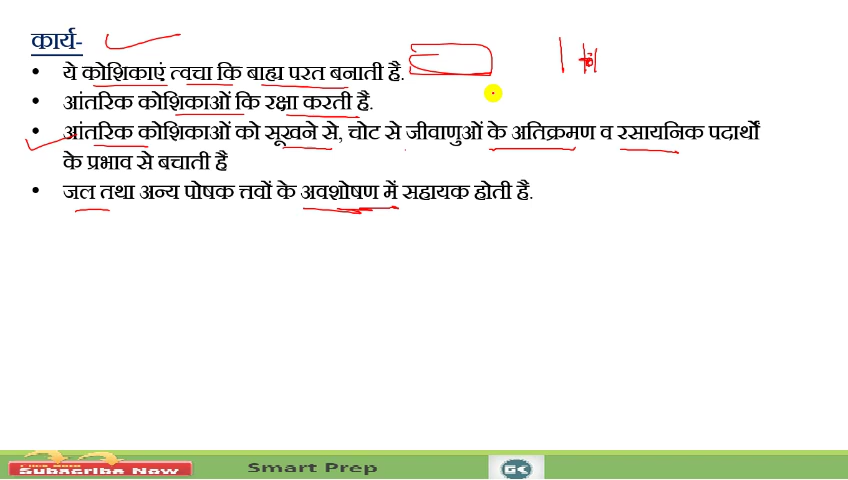 कार्य-
• ये कोशिकाएं त्वचा कि बाह्य परत बनाती है.
• आंतरिक कोशिकाओं कि रक्षा करती है.
• आंतरिक कोशिकाओं को सूखने से, चोट से जीवाणुओं के अतिक्रमण व रसायनिक पदार्थों
के प्रभाव से बचाती है
• जल तथा अन्य पोषक तत्वों के अवशोषण में सहायक होती है.
Subscribe Now
Smart Prep
GK